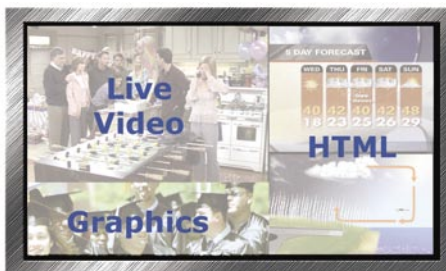 Live
Video
5 DAY FORECAST
WED THU FRI SAT SUN
40 42 40 42 48
18 23 25 26 29
HTML
Graphics